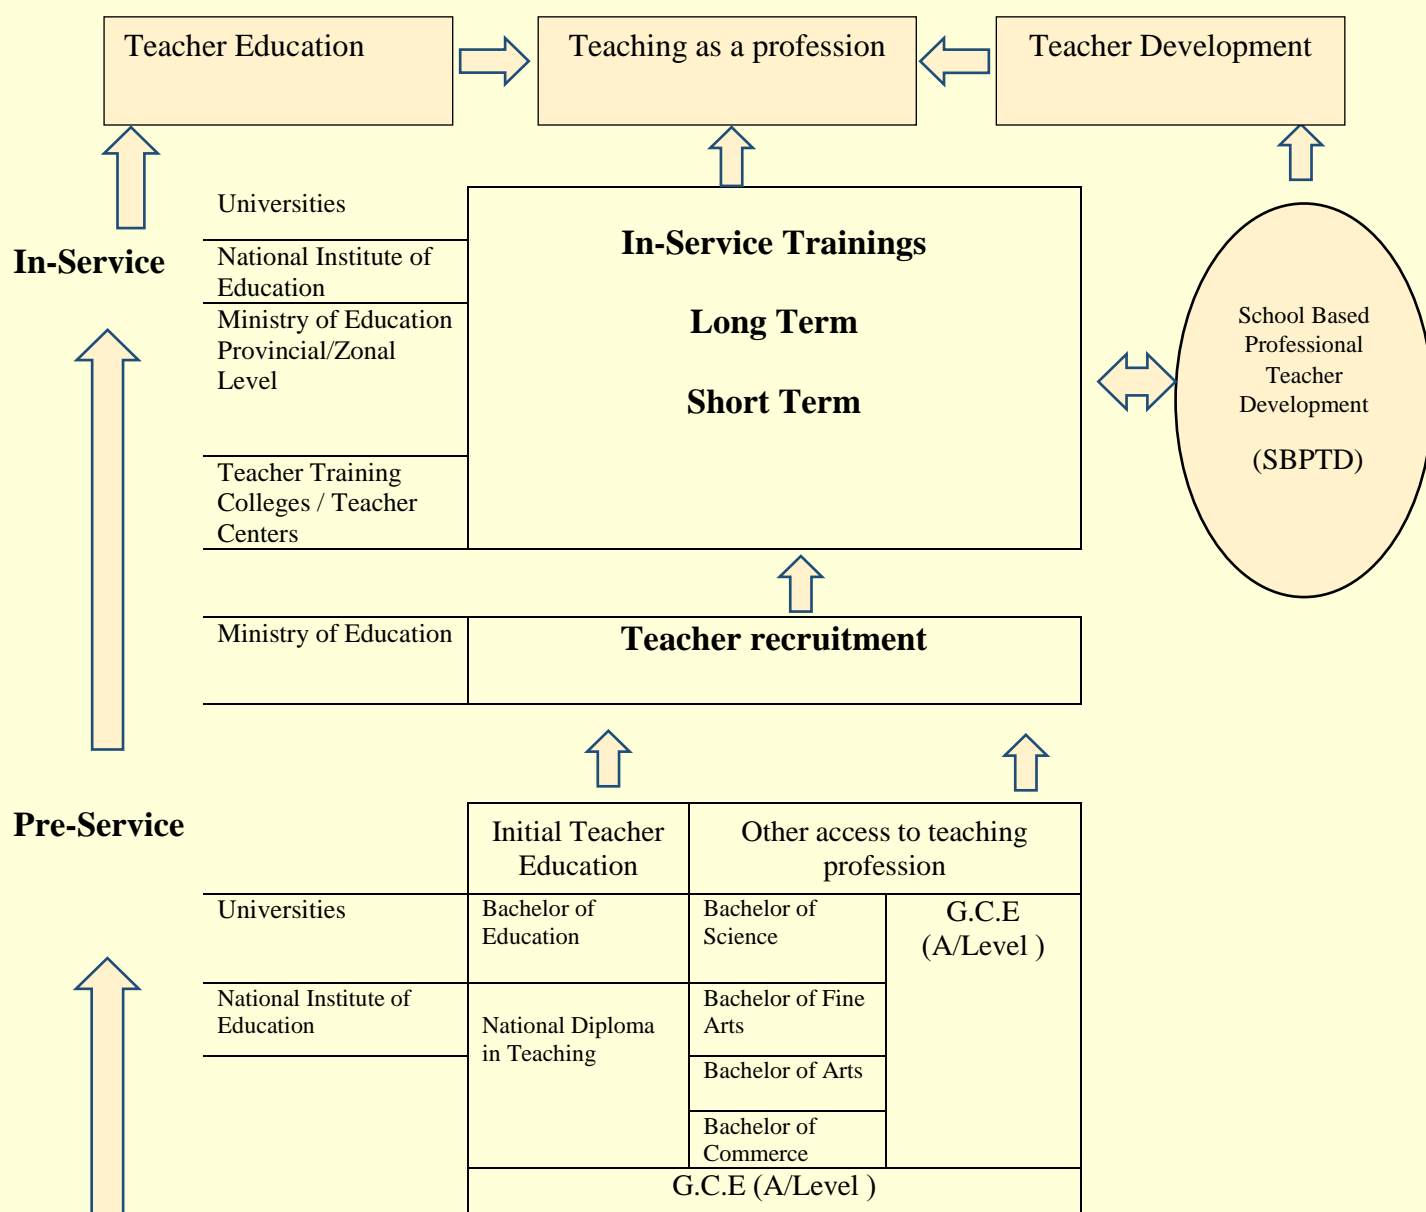 Teacher Education
Teaching as a profession
Teacher Development
In-Service
Universities
National Institute of
Education
Ministry of Education
Provincial/Zonal
Level
Teacher Training
Colleges / Teacher
Centers
In-Service Trainings
Long Term
Short Term
School Based
Professional
Teacher
Development
(SBPTD)
Ministry of Education
Teacher recruitment
Pre-Service
Initial Teacher
Education
Other access to teaching
profession
Universities
Bachelor of
Education
Bachelor of
Science
G.C.E
(A/Level )
National Institute of
Education
National Diploma
in Teaching
Bachelor of Fine
Arts
Bachelor of Arts
Bachelor of
Commerce
G.C.E (A/Level )